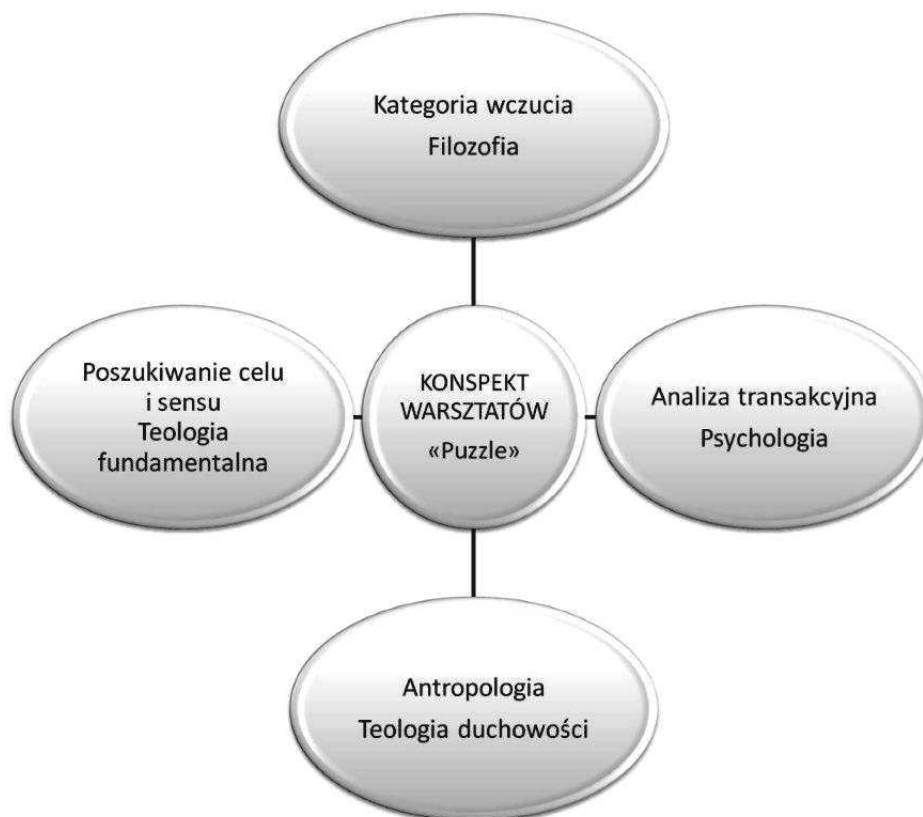 Kategoria wczucia
Filozofia
Poszukiwanie celu
i sensu
Teologia
fundamentalna
KONSPEKT
WARSZTATÓW
«Puzzle»
Analiza transakcyjna
Psychologia
Antropologia
Teologia duchowości